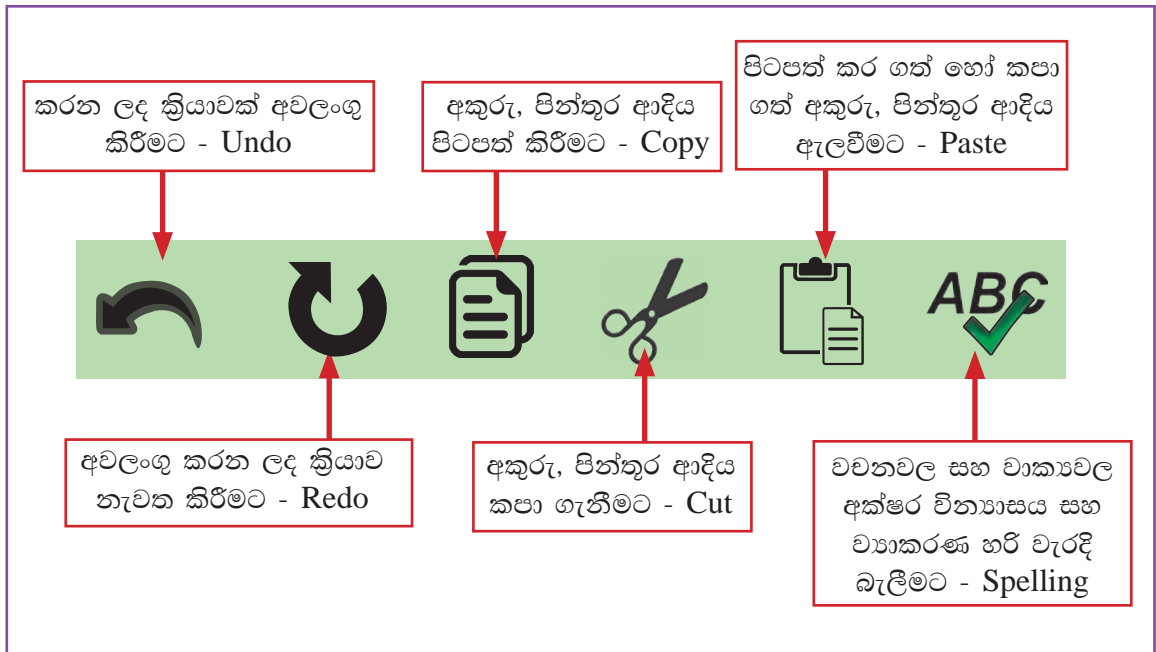 කරන ලද ක්‍රියාවක් අවලංගු
කිරීමට - Undo
අකුරු, පින්තූර ආදිය
පිටපත් කිරීමට - Copy
පිටපත් කර ගත් හෝ කපා
ගත් අකුරු, පින්තූර ආදිය
ඇලවීමට - Paste
ABC
අවලංගු කරන ලද ක්‍රියාව
නැවත කිරීමට - Redo
අකුරු, පින්තූර ආදිය
කපා ගැනීමට - Cut
වචනවල සහ වාක්‍යවල
අක්ෂර වින්‍යාසය සහ
ව්‍යාකරණ හරි වැරදි
බැලීමට - Spelling